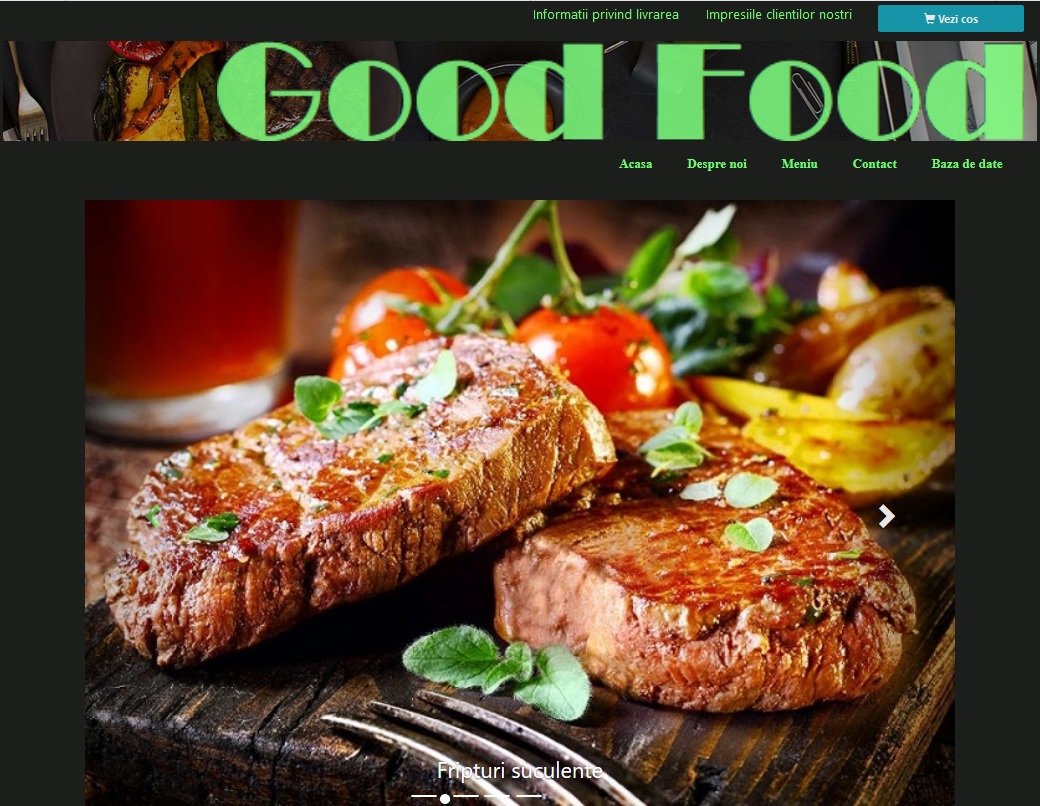 Informatii privind livrarea Impresiile clientilor nostri Vezi cos
Good Food
Acasa Despre noi Meniu Contact Baza de date
Fripturi suculente